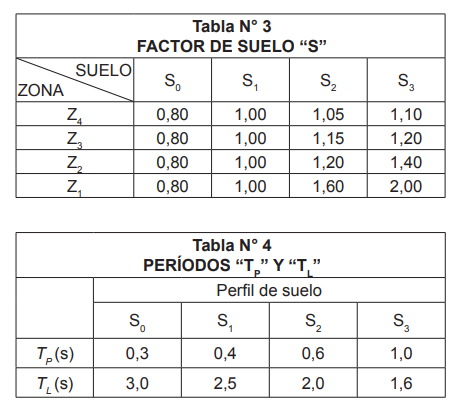 Tabla N° 3
FACTOR DE SUELO “S”
SUELO
ZONA
S0 S1 S2 S3
Z4 0,80 1,00 1,05 1,10
Z3 0,80 1,00 1,15 1,20
Z2 0,80 1,00 1,20 1,40
Z1 0,80 1,00 1,60 2,00
Tabla N° 4
PERÍODOS “TP” Y “TL”
Perfil de suelo
S0 S1 S2 S3
TP (s) 0,3 0,4 0,6 1,0
TL (s) 3,0 2,5 2,0 1,6